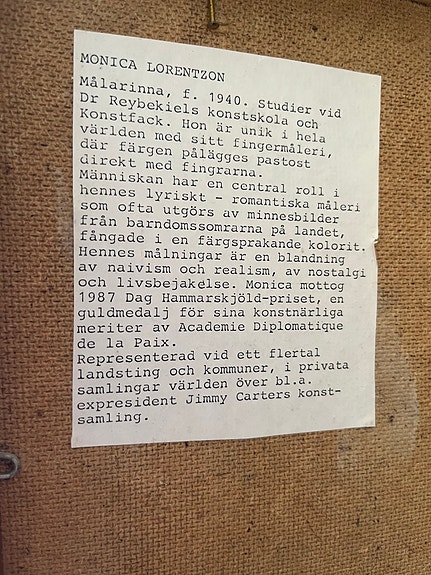 MONICA LORENTZON
Målarinna, f. 1940. Studier vid
Dr Reybekiels konstskola och
Konstfack. Hon är unik i hela
världen med sitt fingermåleri,
där färgen pålägges pastost
direkt med fingrarna.
Människan har en central roll i
hennes lyriskt - romantiska måleri
som ofta utgörs av minnesbilder
från barndomssomrarna på landet,
fångade i en färgsprakande kolorit.
Hennes målningar är en blandning
av naivism och realism, av nostalgi
och livsbejakelse. Monica mottog
1987 Dag Hammarskjöld-priset, en
guldmedalj för sina konstnärliga
meriter av Academie Diplomatique
de la Paix.
Representerad vid ett flertal
landsting och kommuner, i privata
samlingar världen över bl.a.
expresident Jimmy Carters konst-
samling.